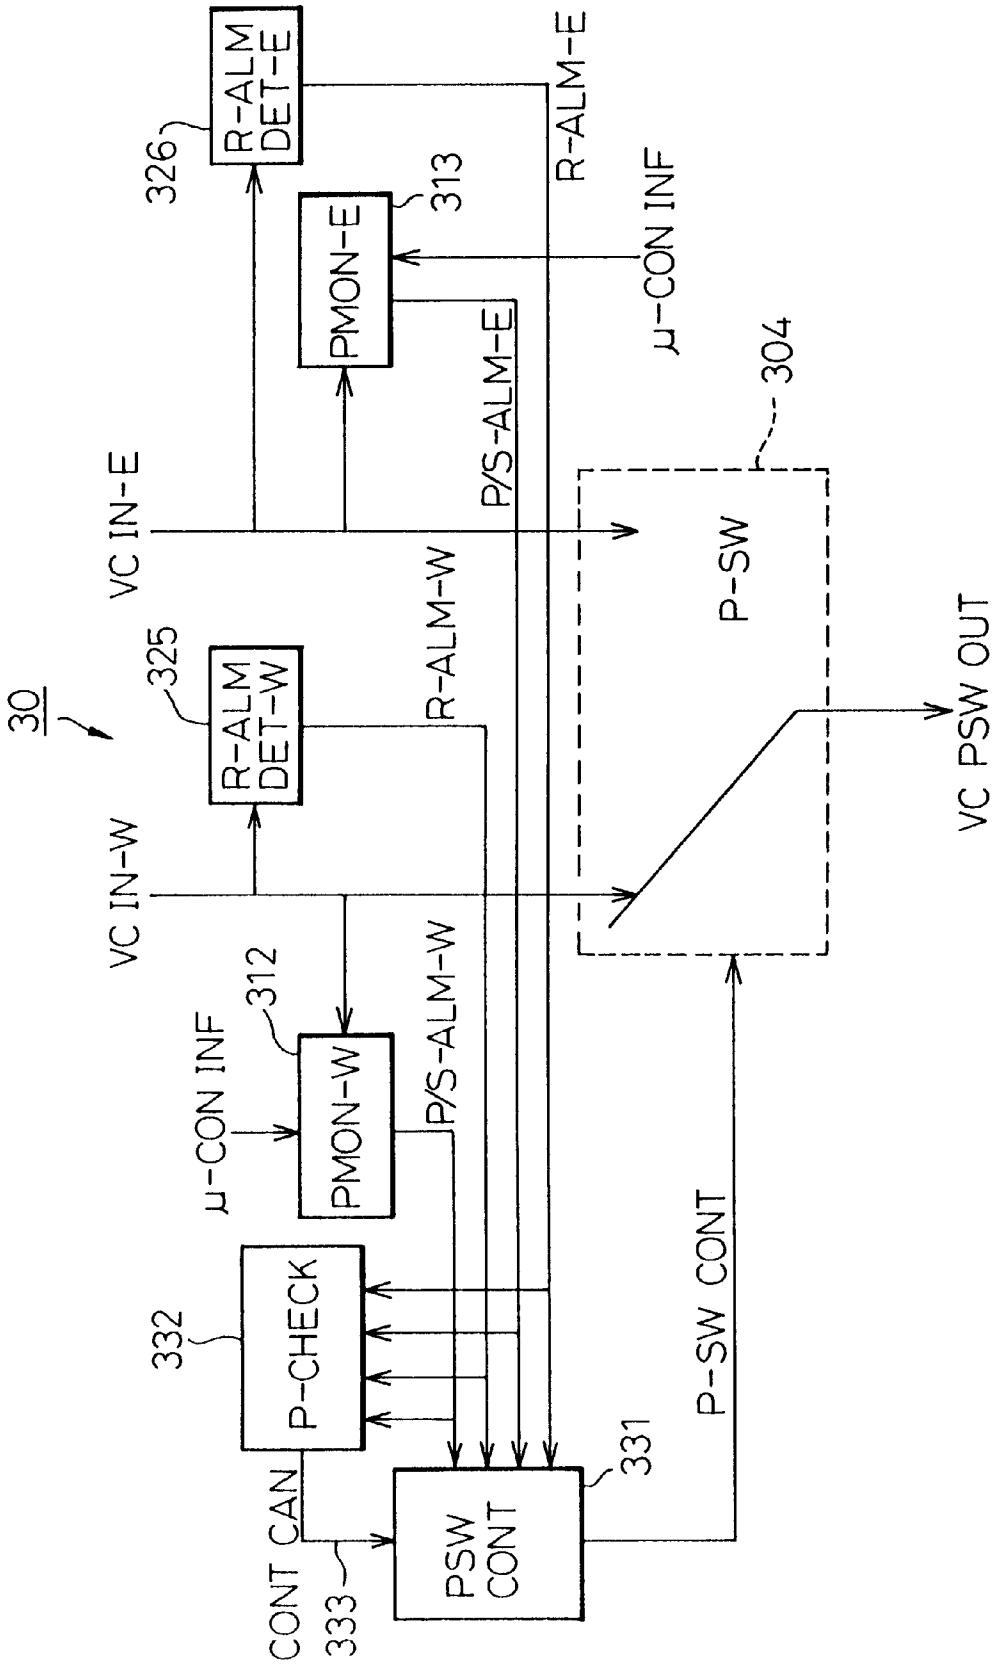 30
VC IN-W
VC IN-E
326
R-ALM
DET-E
325
R-ALM
DET-W
PMON-E
313
312
μ-CON INF
PMON-W
332
P-CHECK
CONT CAN
333
P/S-ALM-W
R-ALM-W
P/S-ALM-E
R-ALM-E
μ-CON INF
PSW
CONT
331
P-SW CONT
P-SW
304
VC PSW OUT